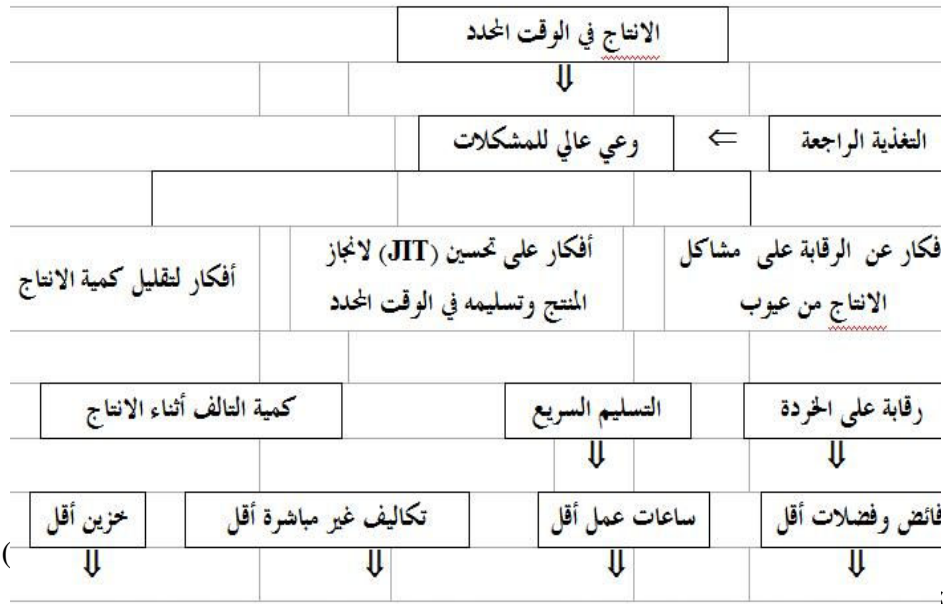 الانتاج في الوقت المحدد
التغذية الراجعة
وعي عالي للمشكلات
فكار عن الرقابة على مشاكل
الانتاج من عيوب
أفكار على تحسين (JIT) لانجاز
المنتج وتسليمه في الوقت المحدد
أفكار لتقليل كمية الانتاج
رقابة على الخردة
التسليم السريع
كمية التالف أثناء الانتاج
فائض وفضلات أقل
ساعات عمل أقل
تكاليف غير مباشرة أقل
خزين أقل